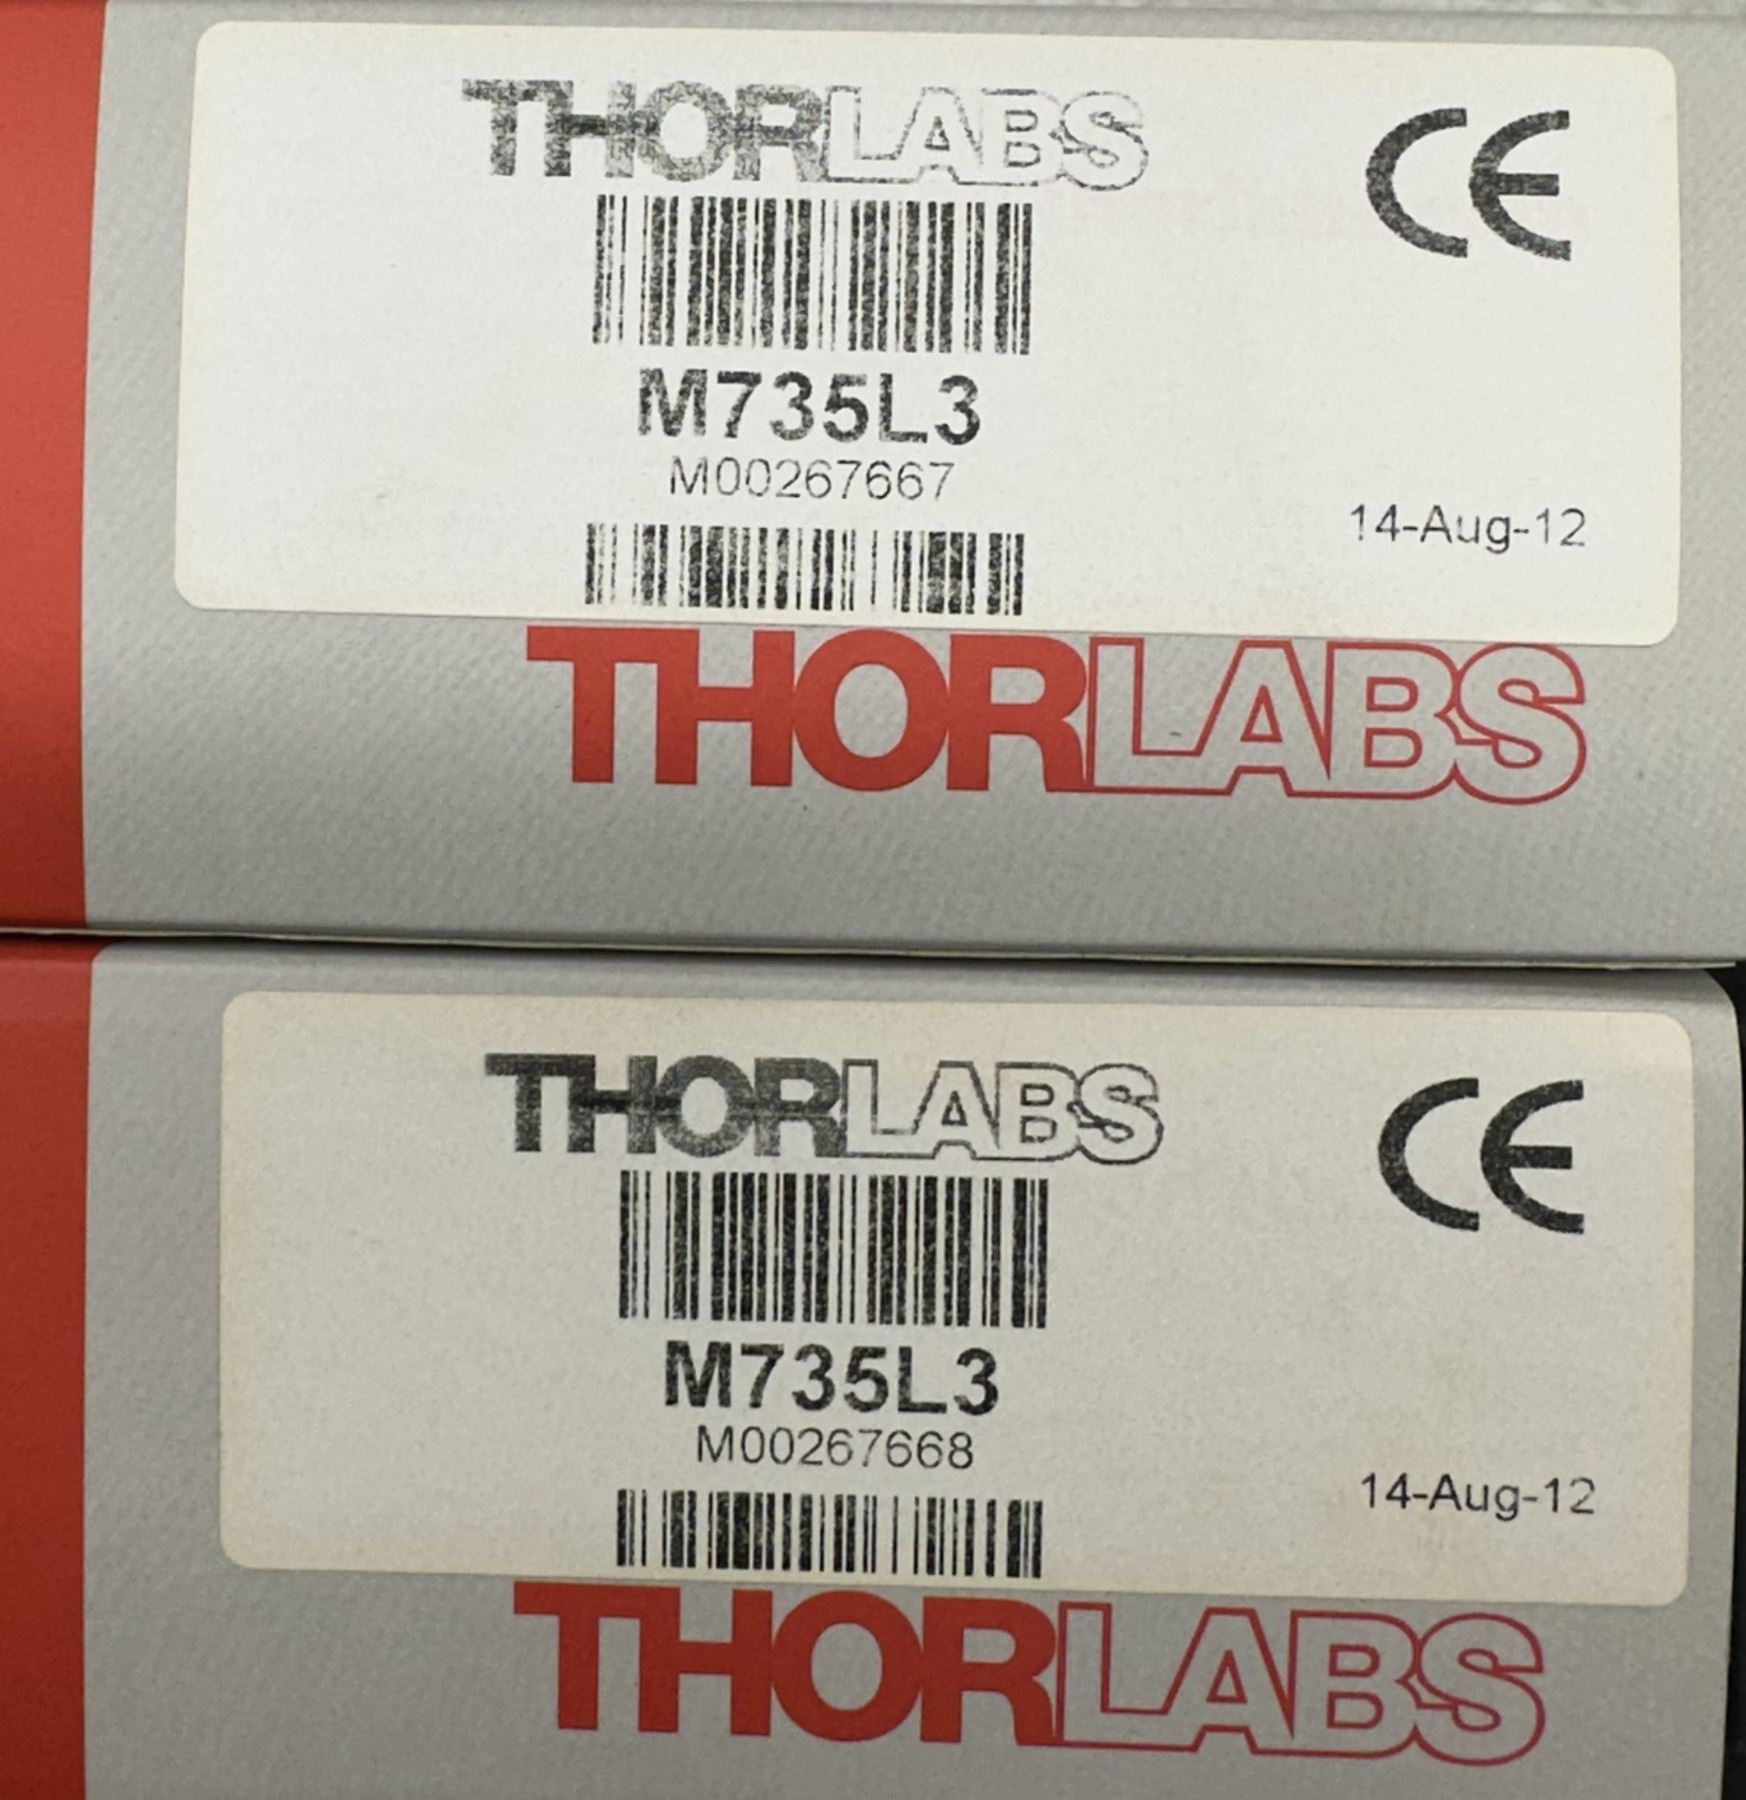 THORLABS
CE
M735L3
M00267667
14-Aug-12
THORLABS
THORLABS
CE
M735L3
M00267668
14-Aug-12
THORLABS